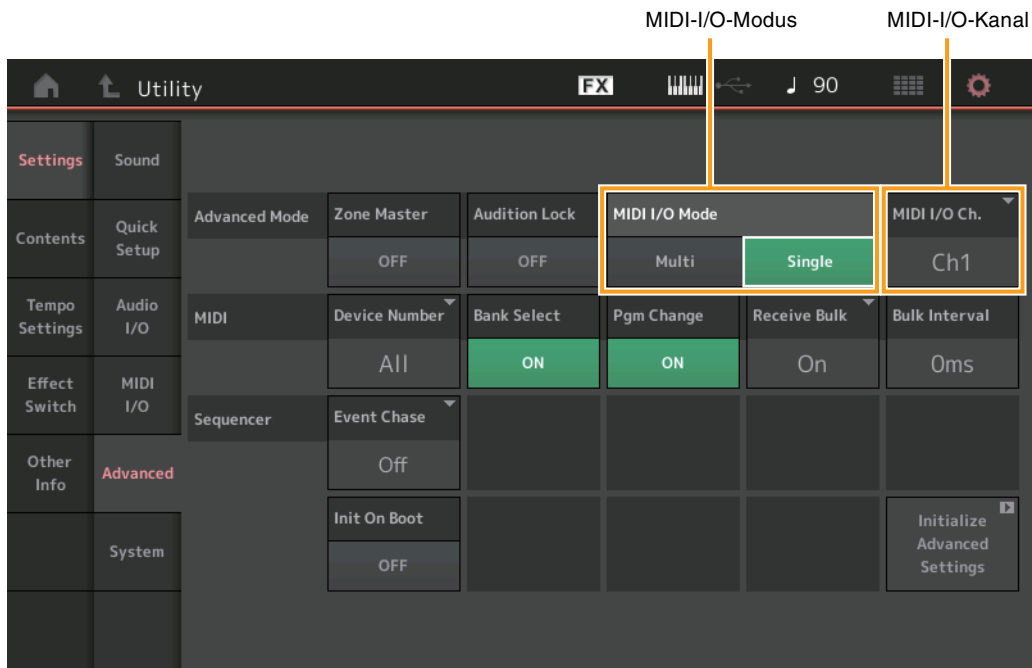 MIDI-I/O-Modus
MIDI-I/O-Kanal
Utility
FX
90
Settings
Sound
Contents
Quick
Setup
Tempo
Settings
Audio
I/O
Effect
Switch
MIDI
I/O
Other
Info
Advanced
System
Advanced Mode
Zone Master
OFF
Audition Lock
OFF
MIDI I/O Mode
Multi
Single
MIDI I/O Ch.
Ch1
MIDI
Device Number
All
Bank Select
ON
Pgm Change
ON
Receive Bulk
On
Bulk Interval
0ms
Sequencer
Event Chase
Off
Init On Boot
OFF
Initialize
Advanced
Settings